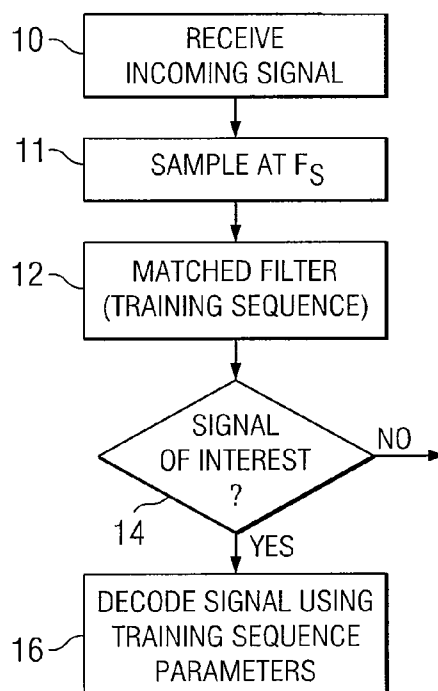 10
RECEIVE
INCOMING SIGNAL
11
SAMPLE AT FS
12
MATCHED FILTER
(TRAINING SEQUENCE)
SIGNAL
OF INTEREST
?
NO
14
YES
16
DECODE SIGNAL USING
TRAINING SEQUENCE
PARAMETERS